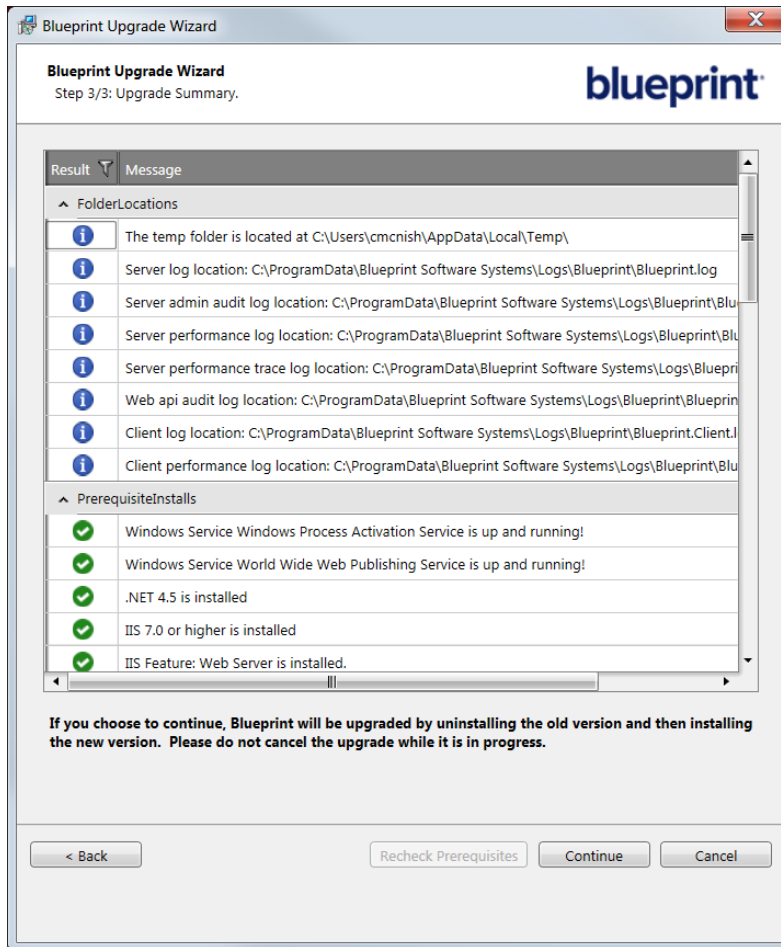 Blueprint Upgrade Wizard
Blueprint Upgrade Wizard
Step 3/3: Upgrade Summary.
blueprint
Result Message
FolderLocations
The temp folder is located at C:\Users\cmcnish\AppData\Local\Temp\
Server log location: C:\ProgramData\Blueprint Software Systems\Logs\Blueprint\Blueprint.log
Server admin audit log location: C:\ProgramData\Blueprint Software Systems\Logs\Blueprint\Blu
Server performance log location: C:\ProgramData\Blueprint Software Systems\Logs\Blueprint\Blu
Server performance trace log location: C:\ProgramData\Blueprint Software Systems\Logs\Bluepri
Web api audit log location: C:\ProgramData\Blueprint Software Systems\Logs\Blueprint\Blueprin
Client log location: C:\ProgramData\Blueprint Software Systems\Logs\Blueprint\Blueprint.Client.l
Client performance log location: C:\ProgramData\Blueprint Software Systems\Logs\Blueprint\Blu
PrerequisiteInstalls
Windows Service Windows Process Activation Service is up and running!
Windows Service World Wide Web Publishing Service is up and running!
.NET 4.5 is installed
IIS 7.0 or higher is installed
IIS Feature: Web Server is installed.
If you choose to continue, Blueprint will be upgraded by uninstalling the old version and then installing
the new version.  Please do not cancel the upgrade while it is in progress.
< Back Recheck Prerequisites Continue Cancel